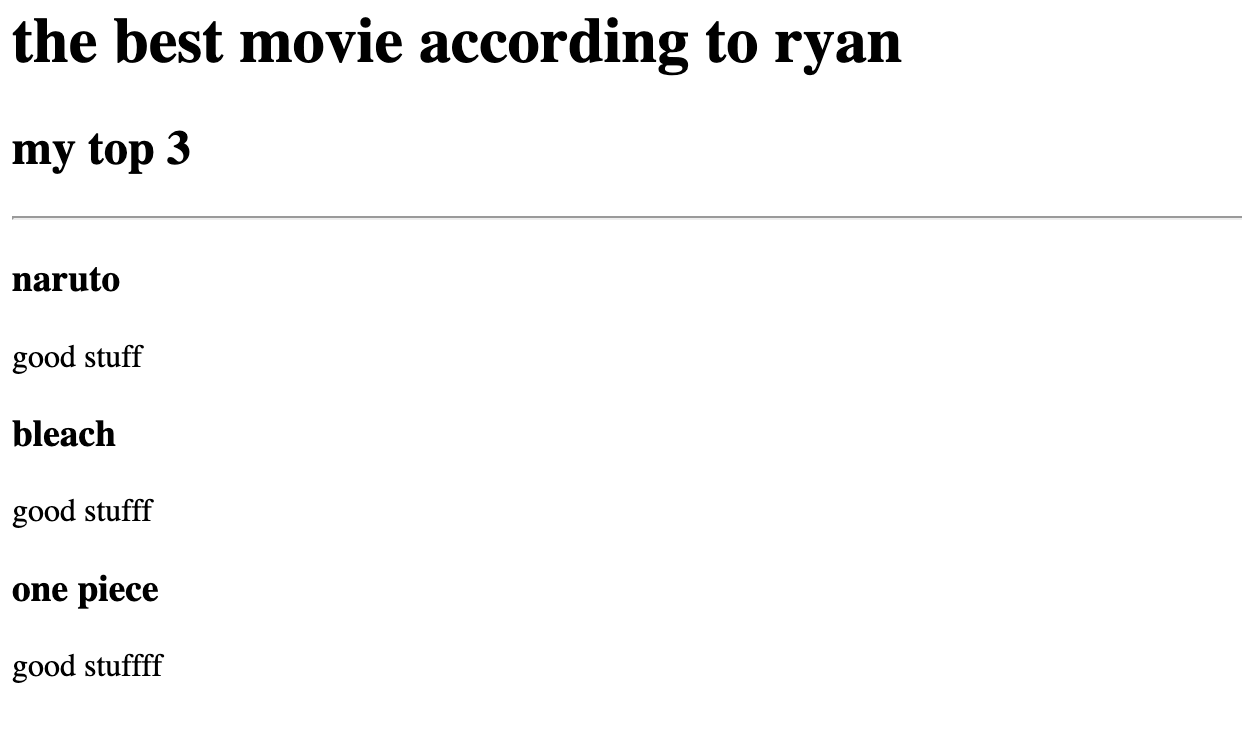 the best movie according to ryan
my top 3
naruto
good stuff
bleach
good stufff
one piece
good stuffff